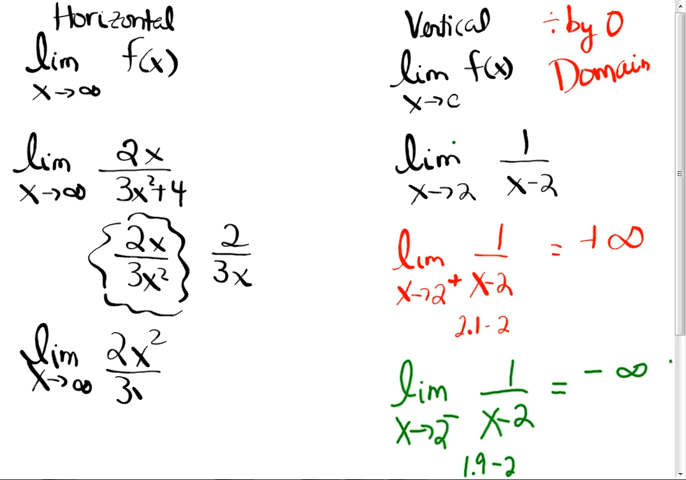 Horizontal
lim f(x)
x→∞
lim 2x/3x²+4
x→∞
2x/3x² 2/3x
lim 2x²/3x
x→∞
Vertical ÷ by 0
lim f(x) Domain
x→c
lim 1/x-2
x→2
lim 1/x-2 = +∞
x→2⁺
2.1-2
lim 1/x-2 = -∞
x→2⁻
1.9-2